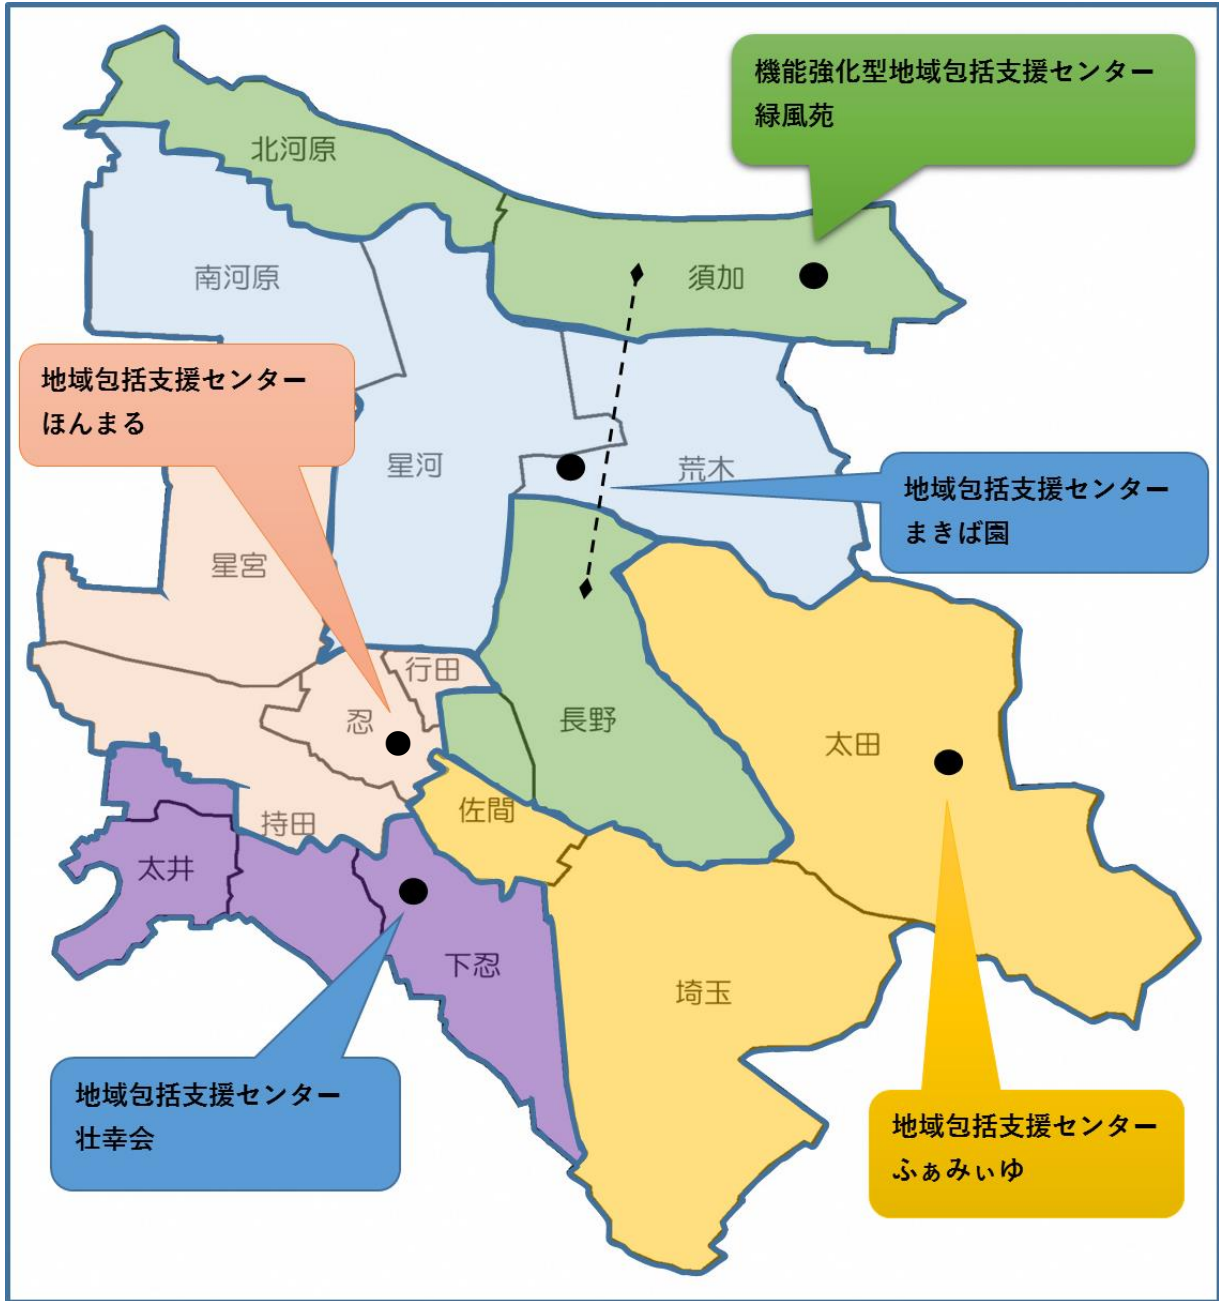 機能強化型地域包括支援センター
緑風苑
北河原
南河原
須加
地域包括支援センター
ほんまる
星河
荒木
地域包括支援センター
まきば園
星宮
行田
忍
長野
太田
佐間
持田
太井
下忍
埼玉
地域包括支援センター
壮幸会
地域包括支援センター
ふぁみぃゆ